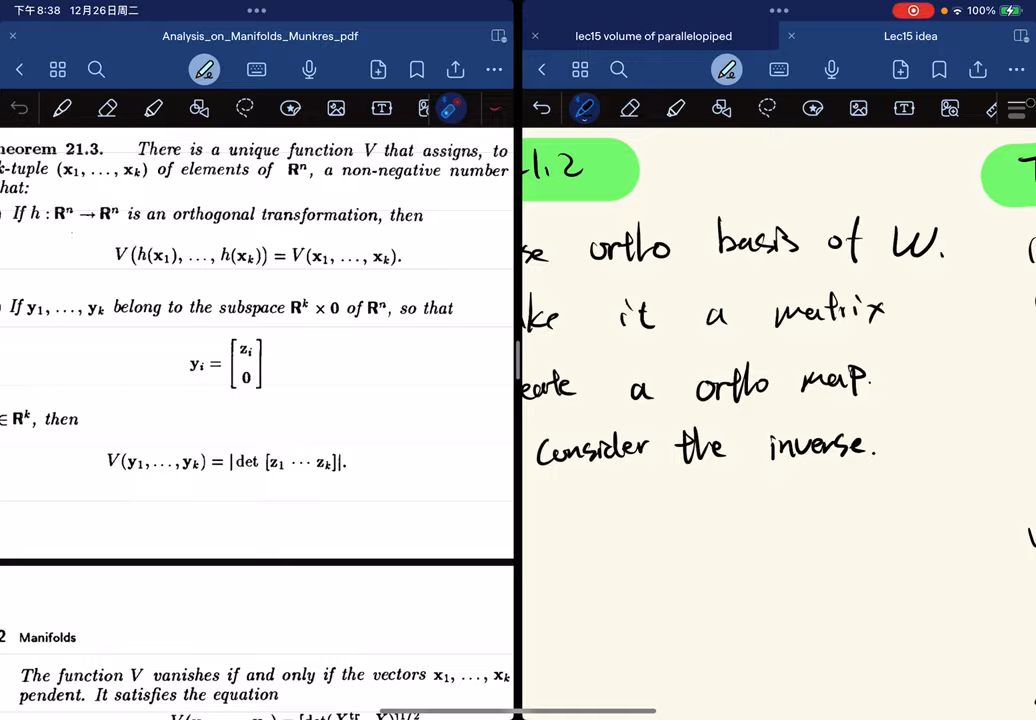 下午8:38 12月26日周二
100%
Analysis_on_Manifolds_Munkres_pdf
lec15 volume of parallelopiped
Lec15 idea
heorem 21.3. There is a unique function V that assigns, to
k-tuple (x1, …, xk) of elements of Rⁿ, a non-negative number
hat:
If h : Rⁿ → Rⁿ is an orthogonal transformation, then
V(h(x1), …, h(xk)) = V(x1, …, xk).
If y1, …, yk belong to the subspace Rᵏ × 0 of Rⁿ, so that
yi = [zi
0]
∈ Rᵏ, then
V(y1, …, yk) = |det [z1 ⋯ zk]|.
2 Manifolds
The function V vanishes if and only if the vectors x1, …, xk
pendent. It satisfies the equation
1.2
se ortho basis of W.
ke it a matrix
eate a ortho map.
consider the inverse.